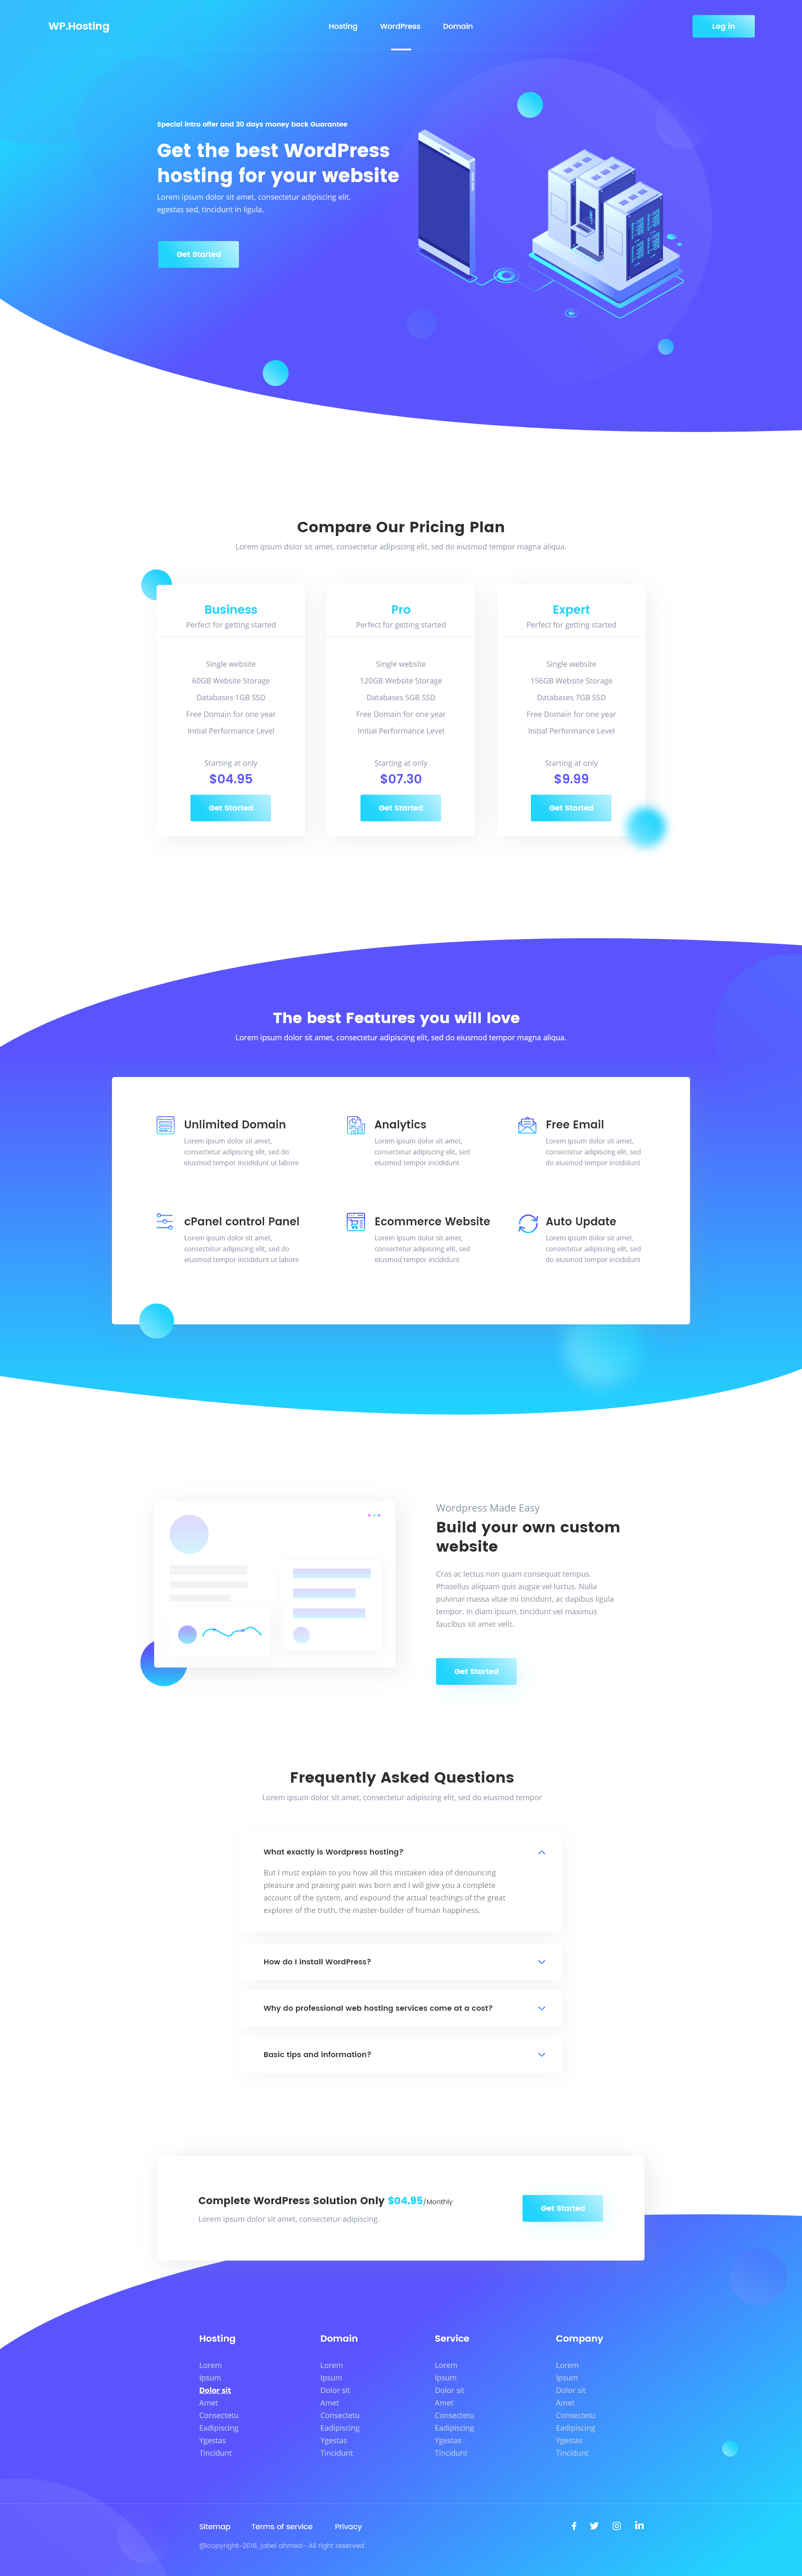 WP.Hosting
Hosting
WordPress
Domain
Log in
Special intro offer and 30 days money back Guarantee
Get the best WordPress
hosting for your website
Lorem ipsum dolor sit amet, consectetur adipiscing elit.
egestas sed, tincidunt in ligula.
Get Started
Compare Our Pricing Plan
Lorem ipsum dolor sit amet, consectetur adipiscing elit, sed do eiusmod tempor magna aliqua.
Business
Perfect for getting started
Single website
60GB Website Storage
Databases 1GB SSD
Free Domain for one year
Initial Performance Level
Starting at only
$04.95
Get Started
Pro
Perfect for getting started
Single website
120GB Website Storage
Databases 5GB SSD
Free Domain for one year
Initial Performance Level
Starting at only
$07.30
Get Started
Expert
Perfect for getting started
Single website
156GB Website Storage
Databases 7GB SSD
Free Domain for one year
Initial Performance Level
Starting at only
$9.99
Get Started
The best Features you will love
Lorem ipsum dolor sit amet, consectetur adipiscing elit, sed do eiusmod tempor magna aliqua.
Unlimited Domain
Lorem ipsum dolor sit amet,
consectetur adipiscing elit, sed do
eiusmod tempor incididunt ut labore
Analytics
Lorem ipsum dolor sit amet,
consectetur adipiscing elit, sed
eiusmod tempor incididunt
Free Email
Lorem ipsum dolor sit amet,
consectetur adipiscing elit, sed
do eiusmod tempor incididunt
cPanel control Panel
Lorem ipsum dolor sit amet,
consectetur adipiscing elit, sed do
eiusmod tempor incididunt ut labore
Ecommerce Website
Lorem ipsum dolor sit amet,
consectetur adipiscing elit, sed
eiusmod tempor incididunt
Auto Update
Lorem ipsum dolor sit amet,
consectetur adipiscing elit, sed
do eiusmod tempor incididunt
Wordpress Made Easy
Build your own custom
website
Cras ac lectus non quam consequat tempus.
Phasellus aliquam quis augue vel luctus. Nulla
pulvinar massa vitae mi tincidunt, ac dapibus ligula
tempor. In diam ipsum, tincidunt vel maximus
faucibus sit amet velit.
Get Started
Frequently Asked Questions
Lorem ipsum dolor sit amet, consectetur adipiscing elit, sed do eiusmod tempor
What exactly is Wordpress hosting?
But I must explain to you how all this mistaken idea of denouncing
pleasure and praising pain was born and I will give you a complete
account of the system, and expound the actual teachings of the great
explorer of the truth, the master-builder of human happiness.
How do I install WordPress?
Why do professional web hosting services come at a cost?
Basic tips and information?
Complete WordPress Solution Only $04.95/Monthly
Lorem ipsum dolor sit amet, consectetur adipiscing.
Get Started
Hosting
Lorem
Ipsum
Dolor sit
Amet
Consectetu
Eadipiscing
Ygestas
Tincidunt
Domain
Lorem
Ipsum
Dolor sit
Amet
Consectetu
Eadipiscing
Ygestas
Tincidunt
Service
Lorem
Ipsum
Dolor sit
Amet
Consectetu
Eadipiscing
Ygestas
Tincidunt
Company
Lorem
Ipsum
Dolor sit
Amet
Consectetu
Eadipiscing
Ygestas
Tincidunt
Sitemap
Terms of service
Privacy
@copyright-2018, jabel ahmed- All right reserved